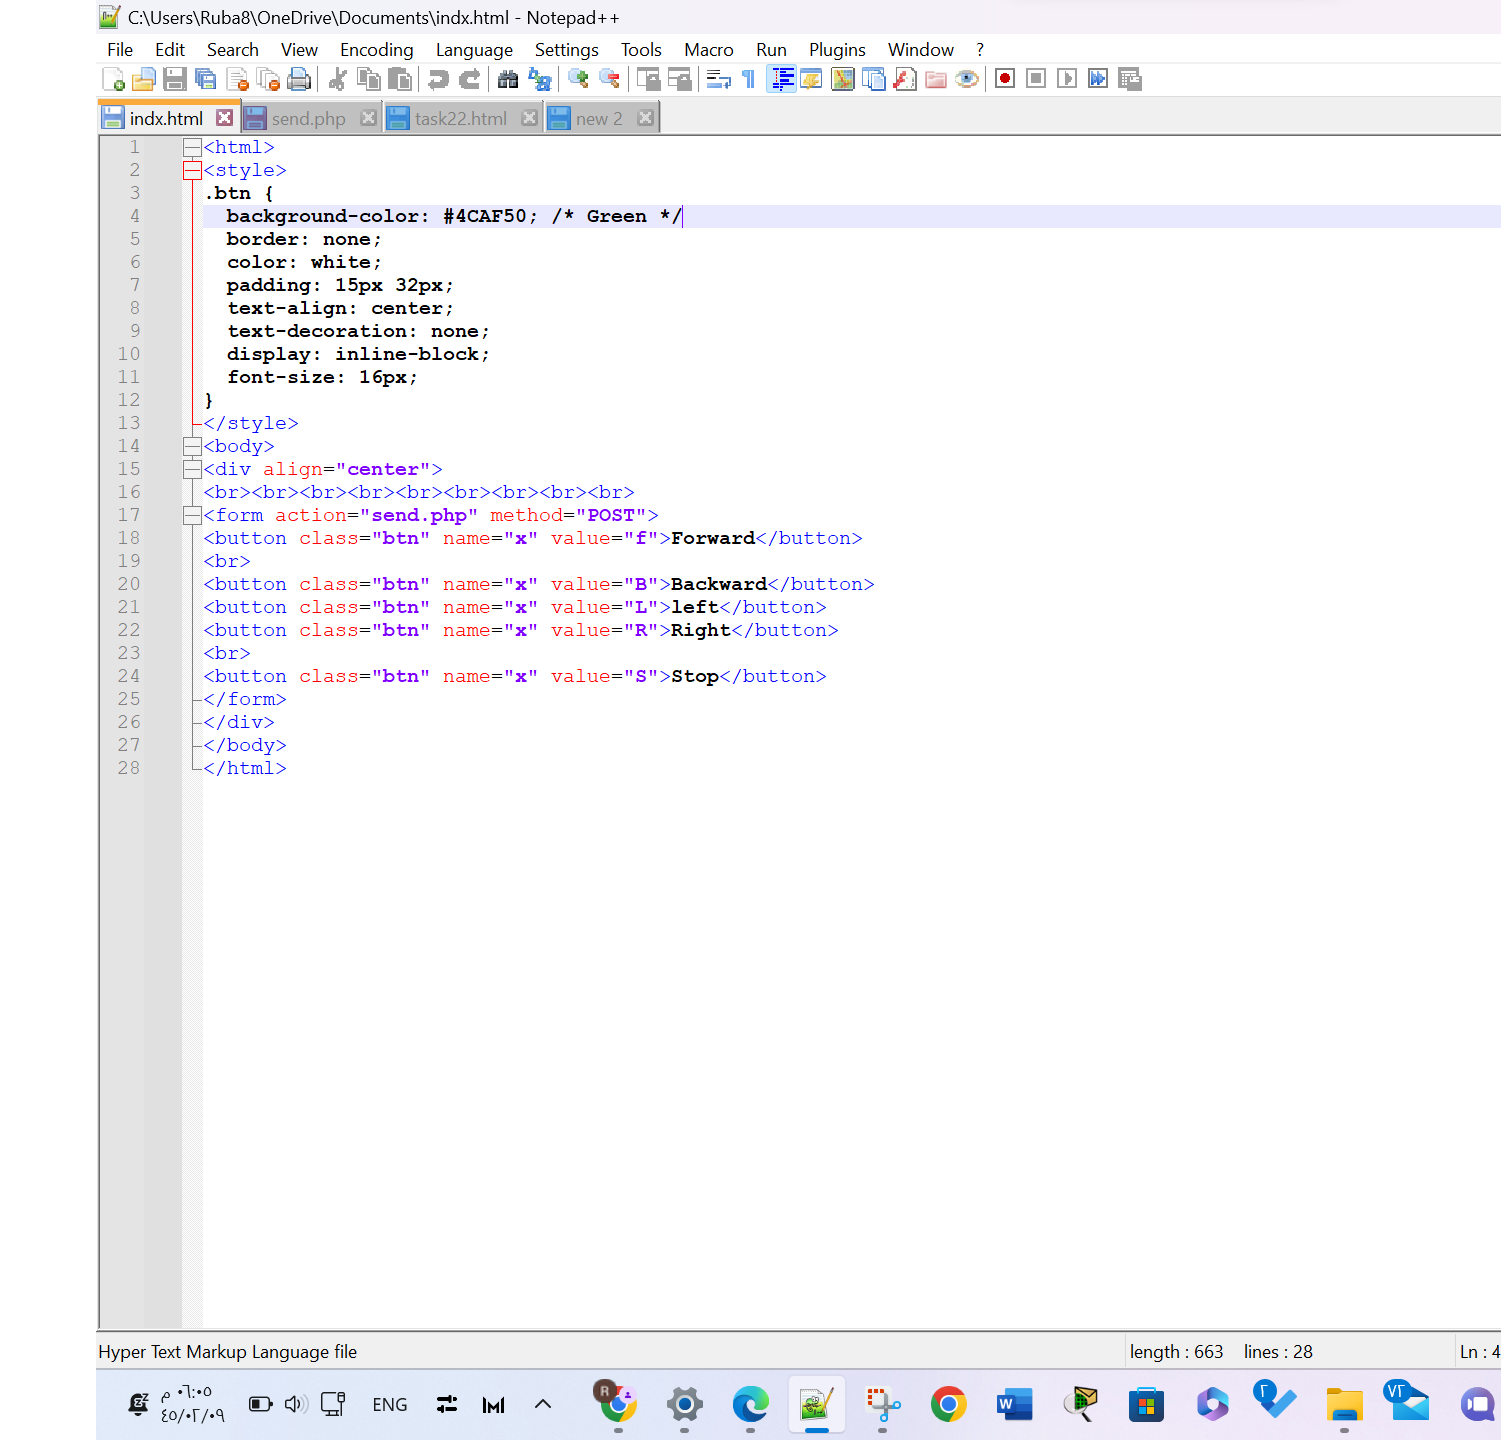 C:\Users\Ruba8\OneDrive\Documents\indx.html - Notepad++
File Edit Search View Encoding Language Settings Tools Macro Run Plugins Window ?
indx.html send.php task22.html new 2
1 <html>
2 <style>
3 .btn {
4   background-color: #4CAF50; /* Green */
5   border: none;
6   color: white;
7   padding: 15px 32px;
8   text-align: center;
9   text-decoration: none;
10   display: inline-block;
11   font-size: 16px;
12 }
13 </style>
14 <body>
15 <div align="center">
16 <br><br><br><br><br><br><br><br><br>
17 <form action="send.php" method="POST">
18 <button class="btn" name="x" value="f">Forward</button>
19 <br>
20 <button class="btn" name="x" value="B">Backward</button>
21 <button class="btn" name="x" value="L">left</button>
22 <button class="btn" name="x" value="R">Right</button>
23 <br>
24 <button class="btn" name="x" value="S">Stop</button>
25 </form>
26 </div>
27 </body>
28 </html>
Hyper Text Markup Language file length : 663 lines : 28 Ln : 4
٠٦:٠٥ م
٤٥/٠٢/٠٩
ENG
R
W
٢
٧٢